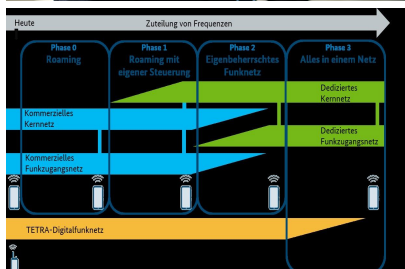 Heute
Zuteilung von Frequenzen
Phase 0
Roaming
Phase 1
Roaming mit
eigener Steuerung
Phase 2
Eigenbeherrschtes
Funknetz
Phase 3
Alles in einem Netz
Dediziertes
Kernnetz
Kommerzielles
Kernnetz
Dediziertes
Funkzugangsnetz
Kommerzielles
Funkzugangsnetz
TETRA-Digitalfunknetz